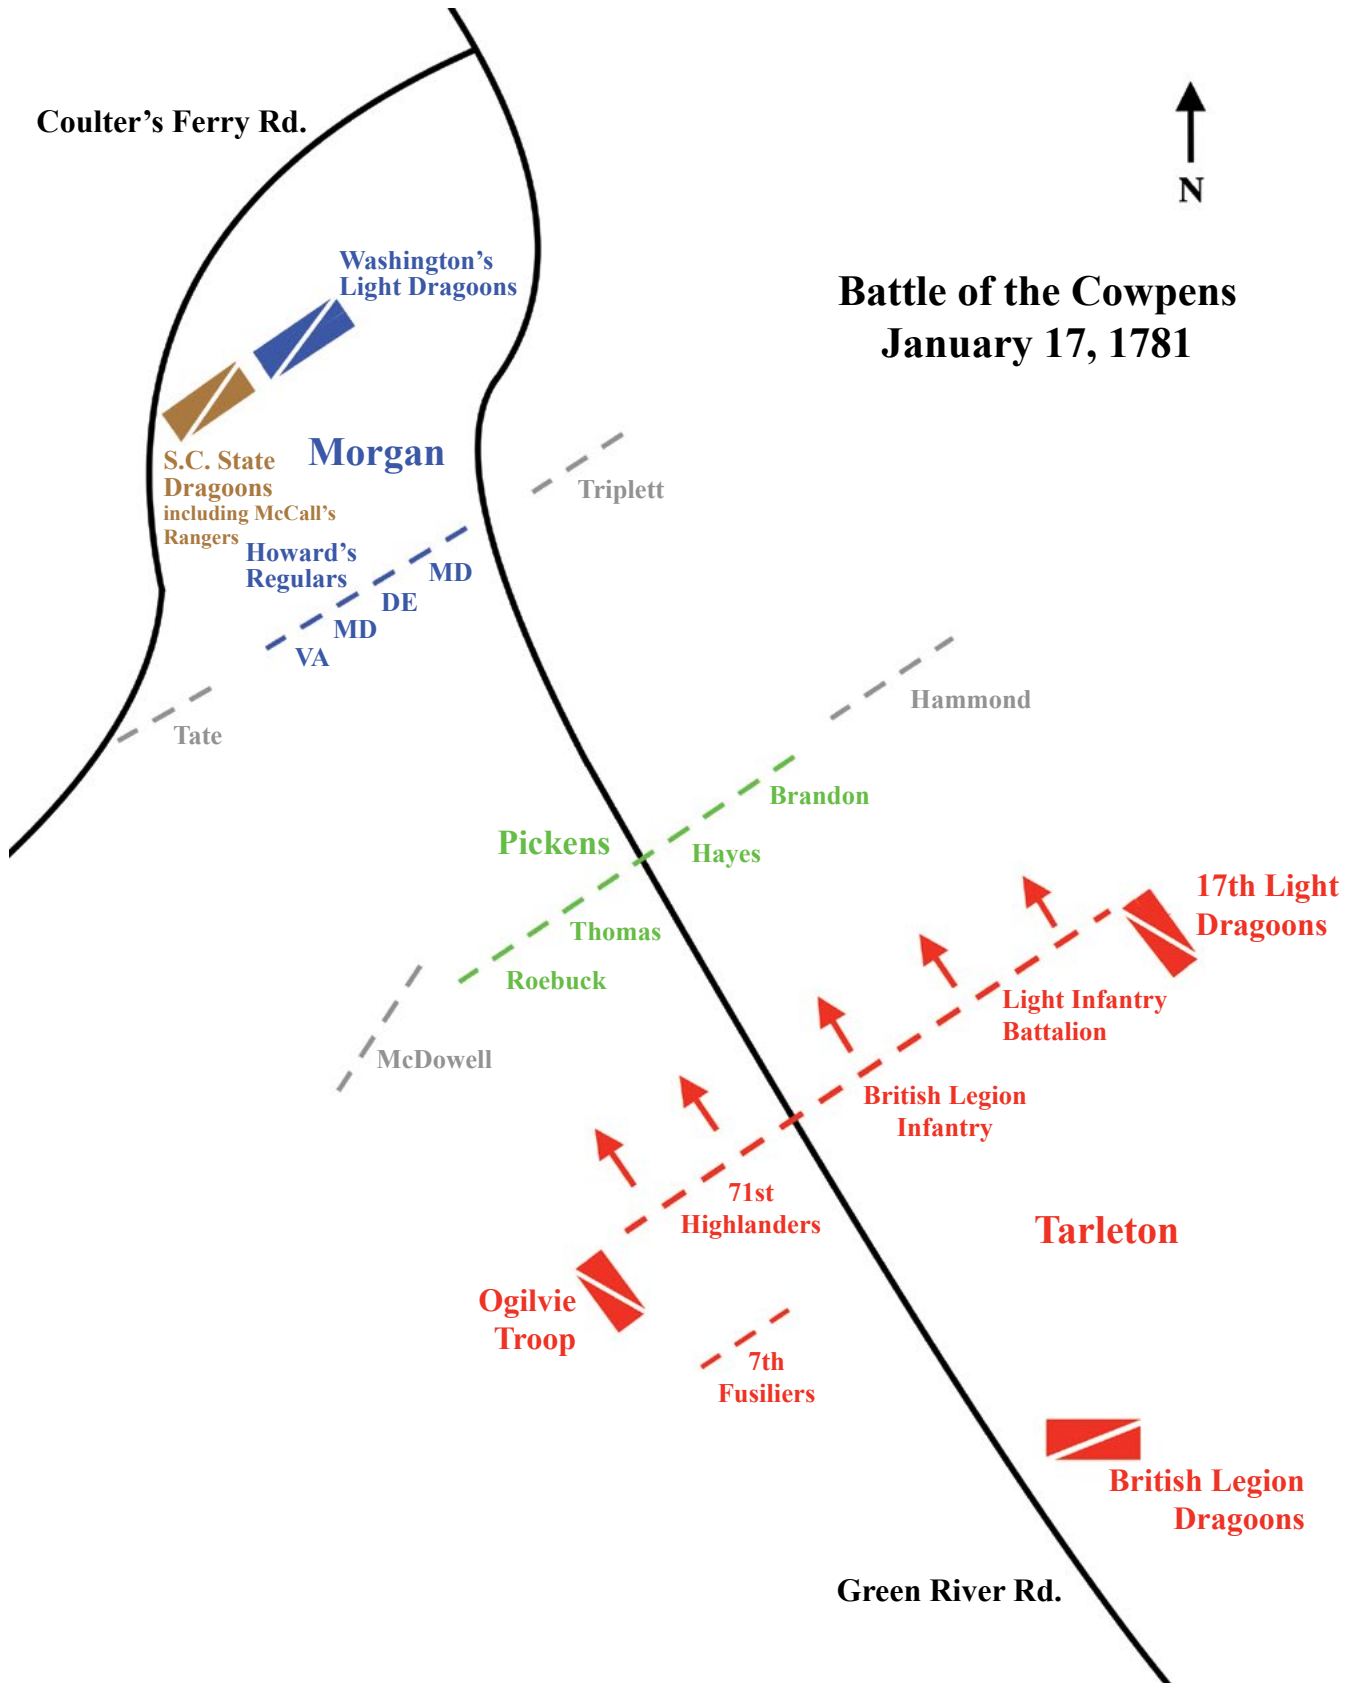 Coulter’s Ferry Rd.
N
Battle of the Cowpens
January 17, 1781
Washington’s
Light Dragoons
Morgan
S.C. State
Dragoons
including McCall’s
Rangers
Triplett
Howard’s
Regulars
MD
DE
MD
VA
Tate
Hammond
Brandon
Pickens
Hayes
Thomas
Roebuck
McDowell
17th Light
Dragoons
Light Infantry
Battalion
British Legion
Infantry
71st
Highlanders
Tarleton
Ogilvie
Troop
7th
Fusiliers
British Legion
Dragoons
Green River Rd.